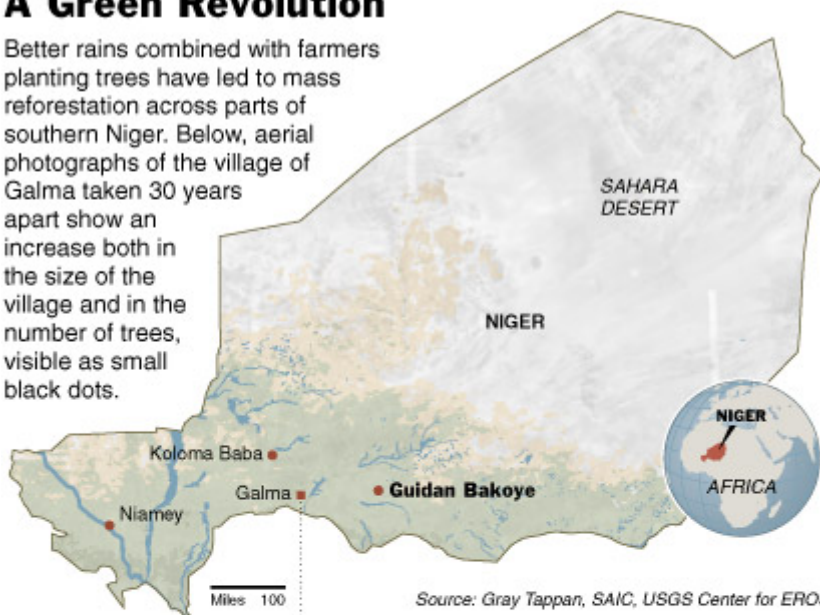 A Green Revolution
Better rains combined with farmers
planting trees have led to mass
reforestation across parts of
southern Niger. Below, aerial
photographs of the village of
Galma taken 30 years
apart show an
increase both in
the size of the
village and in the
number of trees,
visible as small
black dots.
SAHARA
DESERT
NIGER
NIGER
AFRICA
Koloma Baba
Galma
Guidan Bakoye
Niamey
Miles 100
Source: Gray Tappan, SAIC, USGS Center for EROS